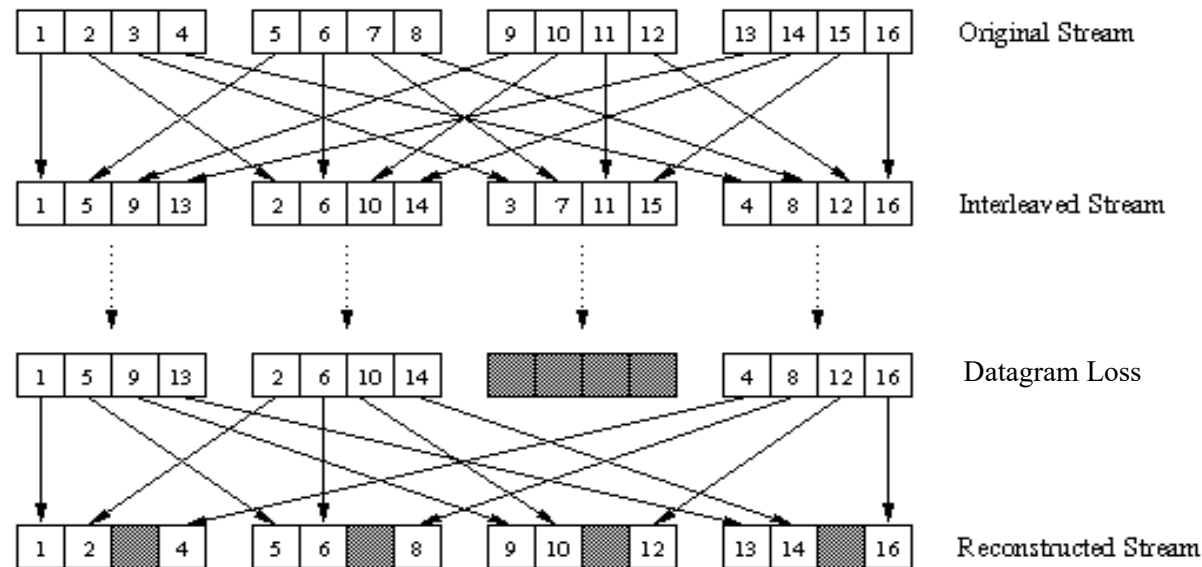 1 2 3 4 5 6 7 8 9 10 11 12 13 14 15 16 Original Stream
1 5 9 13 2 6 10 14 3 7 11 15 4 8 12 16 Interleaved Stream
1 5 9 13 2 6 10 14 4 8 12 16 Datagram Loss
1 2 4 5 6 8 9 10 12 13 14 16 Reconstructed Stream